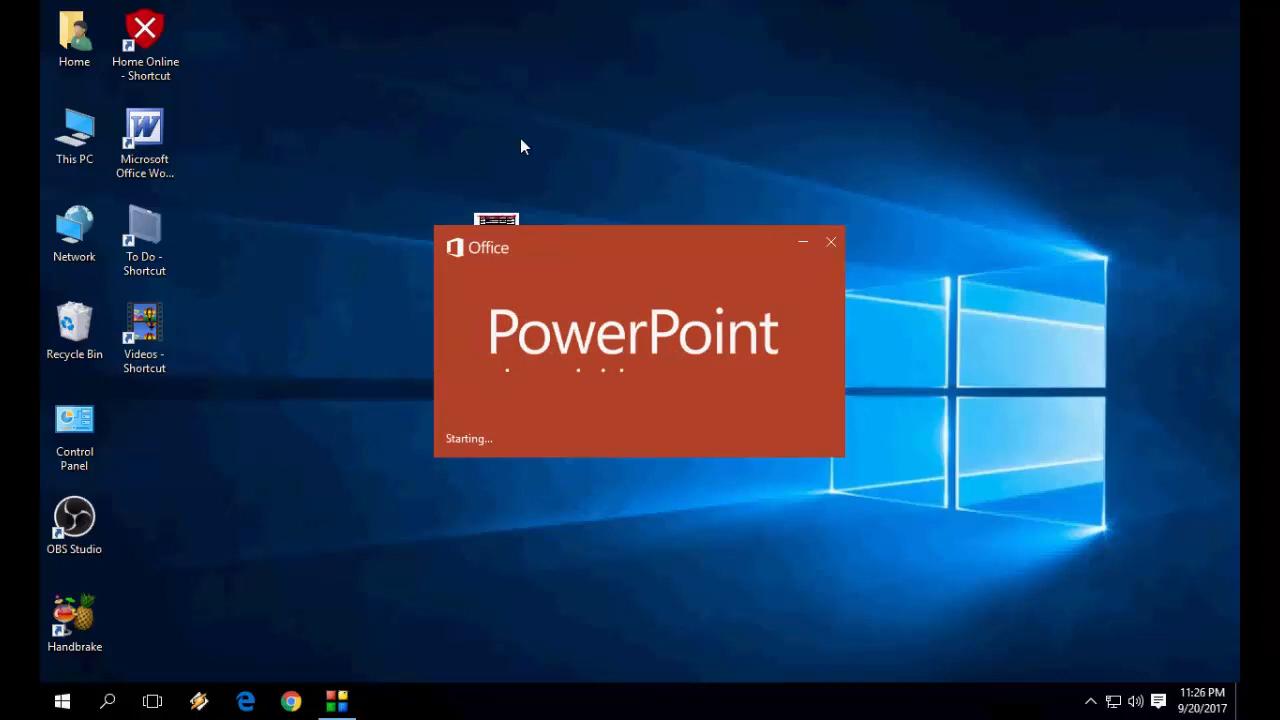 Home
Home Online
- Shortcut
This PC
Microsoft
Office Wo...
Network
To Do -
Shortcut
Recycle Bin
Videos -
Shortcut
Control
Panel
OBS Studio
Handbrake
Office
PowerPoint
Starting...
11:26 PM
9/20/2017